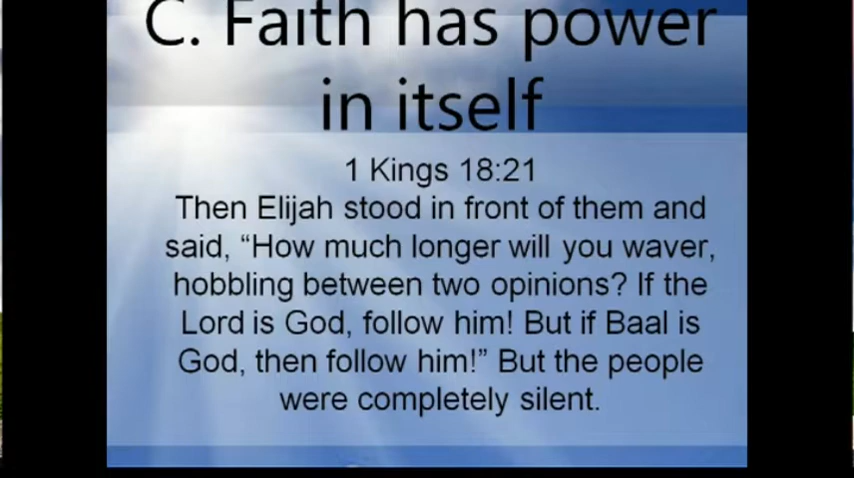 C. Faith has power
in itself
1 Kings 18:21
Then Elijah stood in front of them and
said, “How much longer will you waver,
hobbling between two opinions? If the
Lord is God, follow him! But if Baal is
God, then follow him!” But the people
were completely silent.